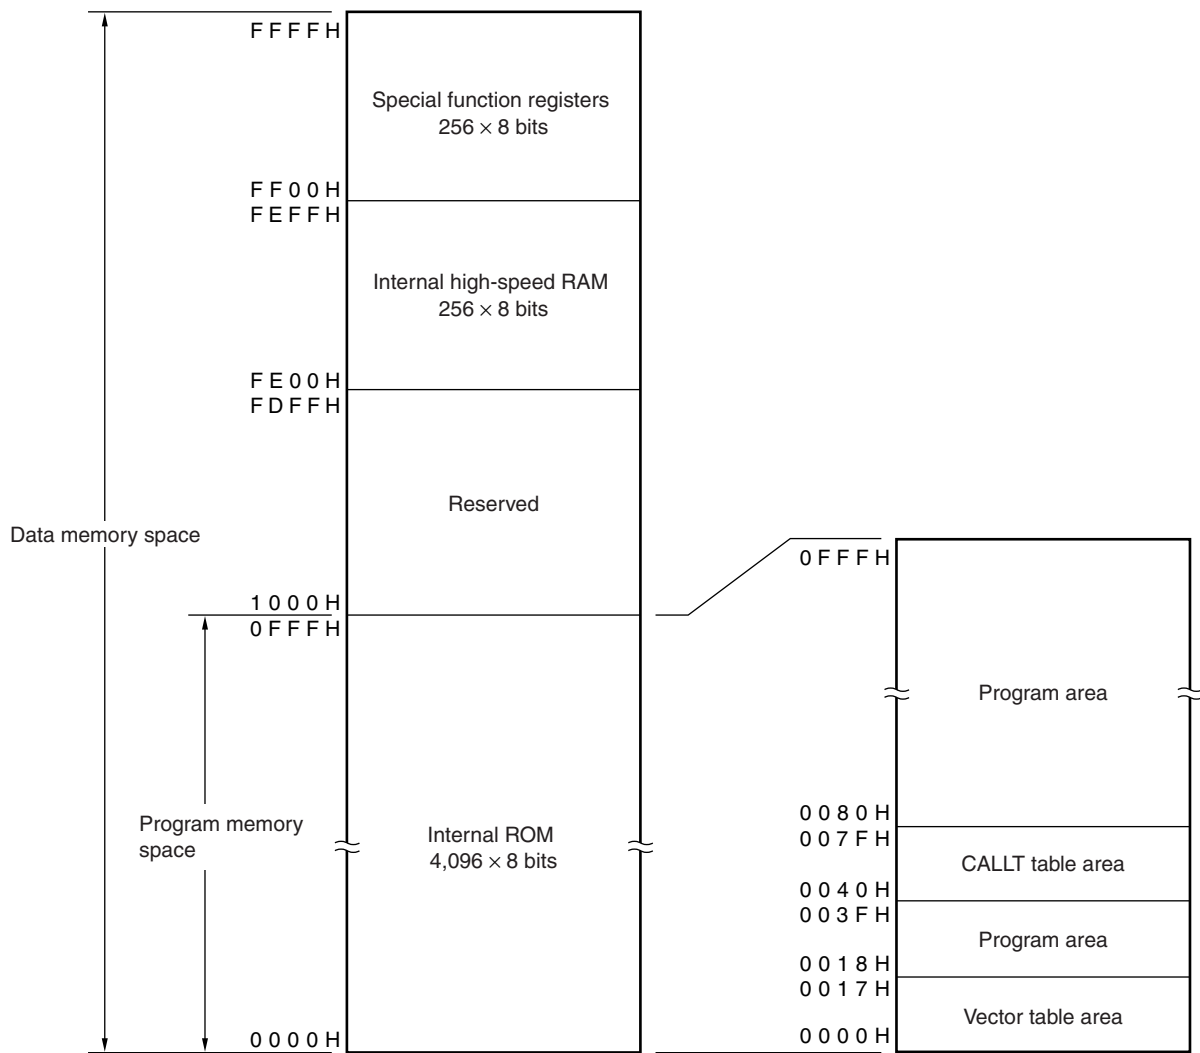 FFFFH
Special function registers
256 × 8 bits
FF00H
FEFFH
Internal high-speed RAM
256 × 8 bits
FE00H
FDFFH
Reserved
Data memory space
1000H
0FFFH
Program memory
space
Internal ROM
4,096 × 8 bits
0000H
0FFFH
Program area
0080H
007FH
CALLT table area
0040H
003FH
Program area
0018H
0017H
Vector table area
0000H